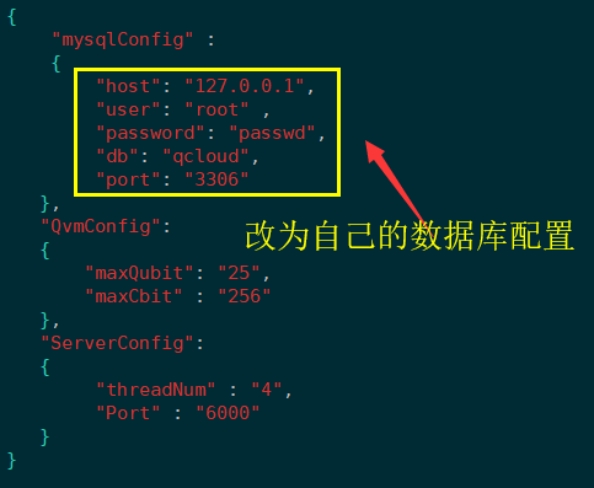 {
"mysqlConfig" :
{
"host": "127.0.0.1",
"user": "root" ,
"password": "passwd",
"db": "qcloud",
"port": "3306"
},
"QvmConfig":
改为自己的数据库配置
{
"maxQubit": "25",
"maxCbit" : "256"
},
"ServerConfig":
{
"threadNum" : "4",
"Port" : "6000"
}
}